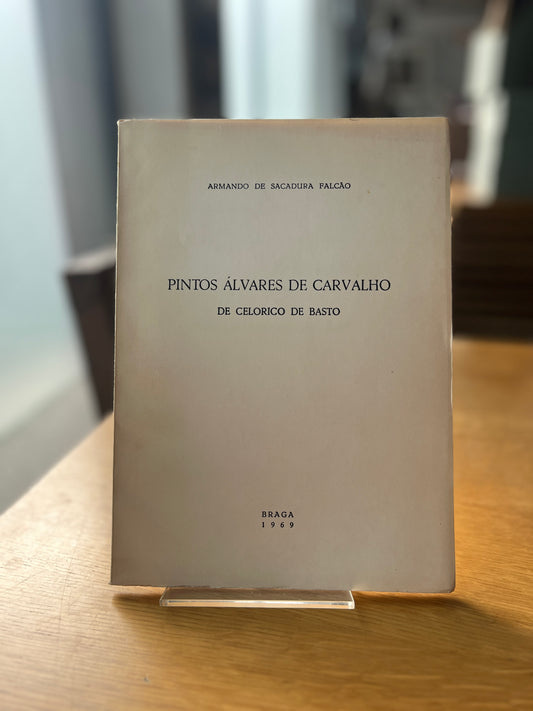 ARMANDO DE SACADURA FALCÃO
PINTOS ÁLVARES DE CARVALHO
DE CELORICO DE BASTO
BRAGA
1969